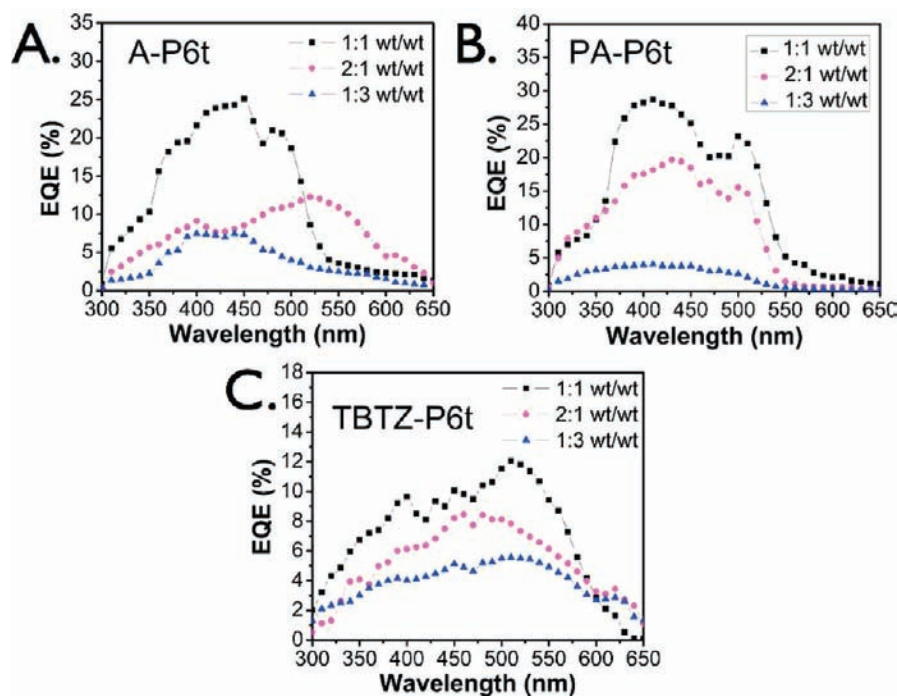 A.
A-P6t
1:1 wt/wt
2:1 wt/wt
1:3 wt/wt
EQE (%)
35
30
25
20
15
10
5
0
300 350 400 450 500 550 600 650
Wavelength (nm)
B.
PA-P6t
1:1 wt/wt
2:1 wt/wt
1:3 wt/wt
EQE (%)
40
35
30
25
20
15
10
5
0
300 350 400 450 500 550 600 650
Wavelength (nm)
C.
TBTZ-P6t
1:1 wt/wt
2:1 wt/wt
1:3 wt/wt
EQE (%)
18
16
14
12
10
8
6
4
2
0
300 350 400 450 500 550 600 650
Wavelength (nm)